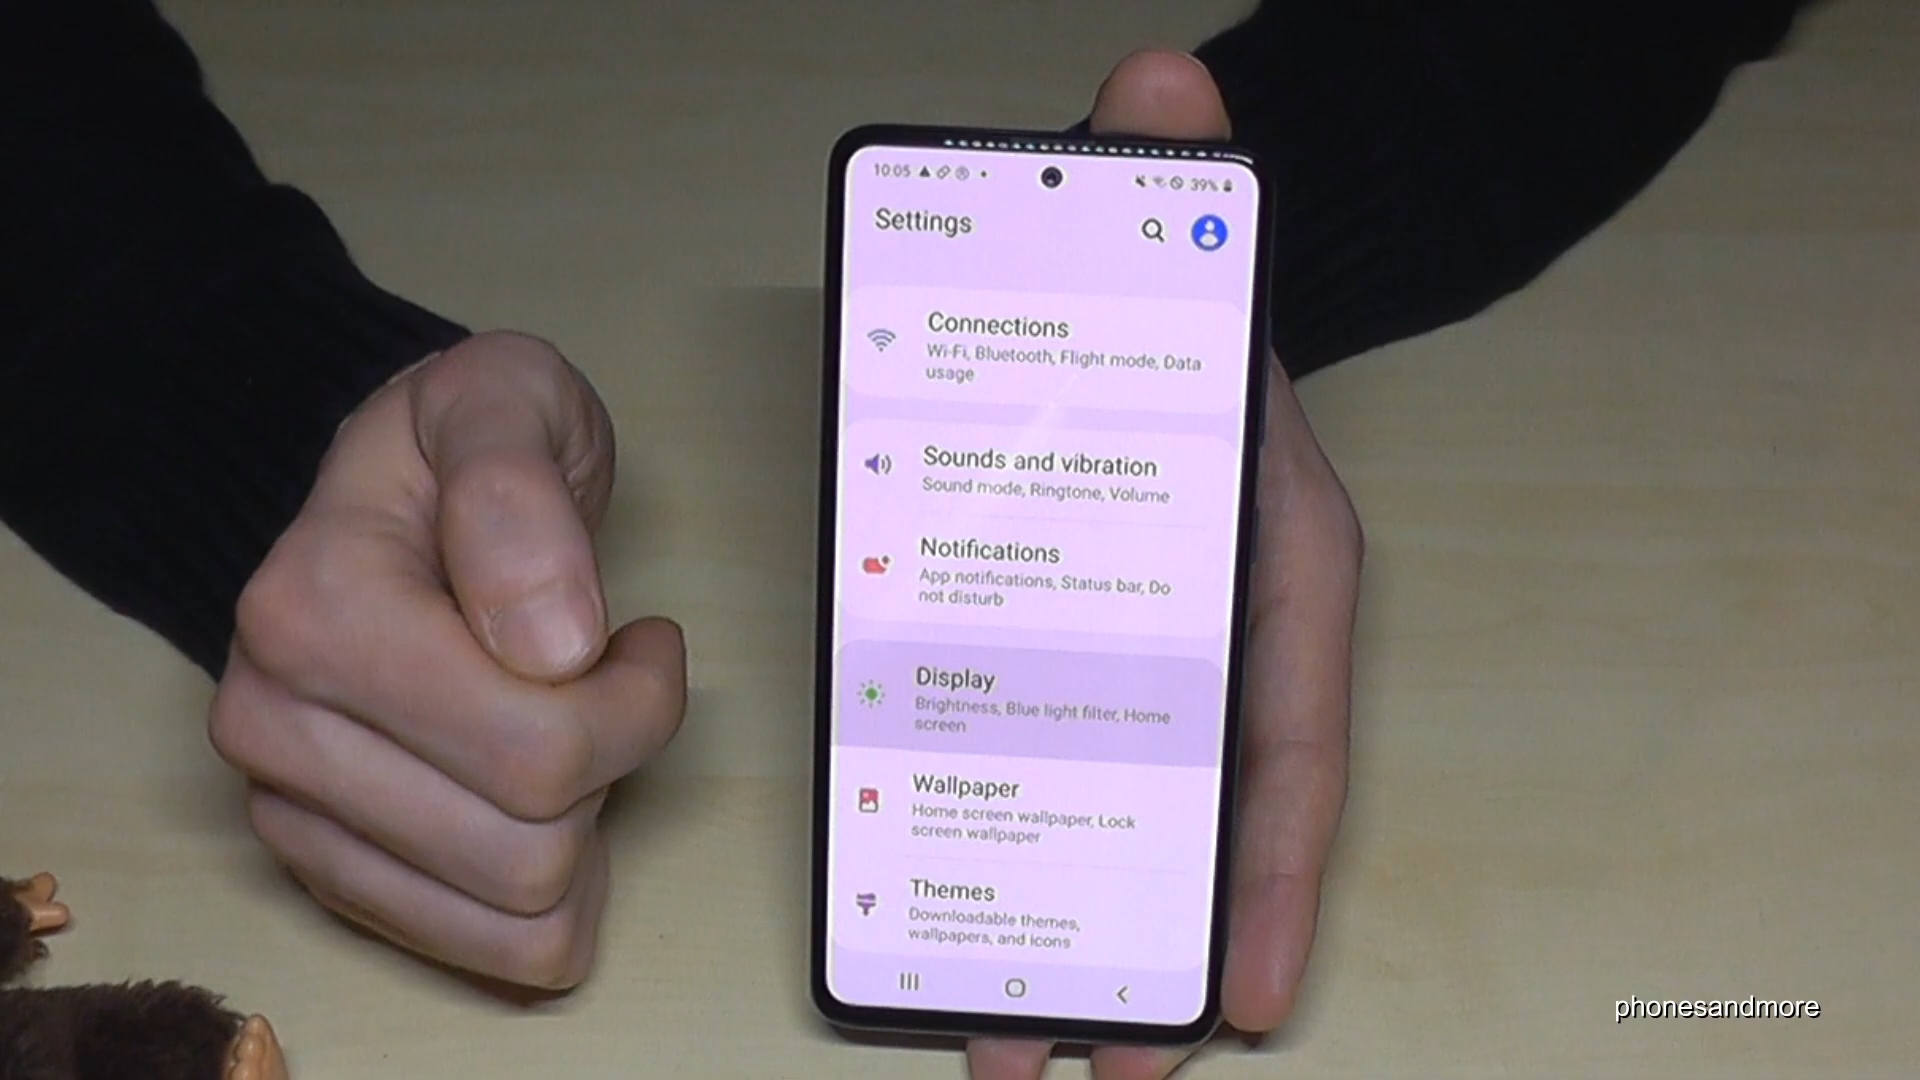 10:05
39%
Settings
Connections
Wi-Fi, Bluetooth, Flight mode, Data
usage
Sounds and vibration
Sound mode, Ringtone, Volume
Notifications
App notifications, Status bar, Do
not disturb
Display
Brightness, Blue light filter, Home
screen
Wallpaper
Home screen wallpaper, Lock
screen wallpaper
Themes
Downloadable themes,
wallpapers, and icons
phonesandmore